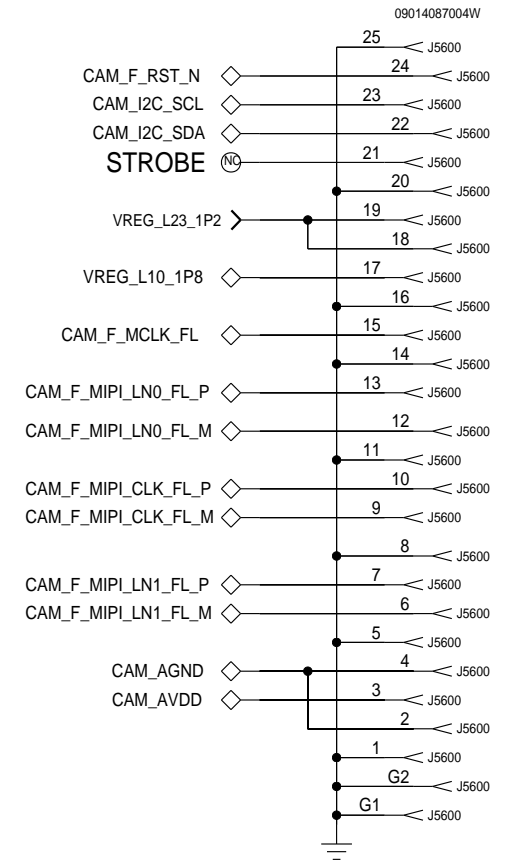 09014087004W
25 J5600
CAM_F_RST_N 24 J5600
CAM_I2C_SCL 23 J5600
CAM_I2C_SDA 22 J5600
STROBE NC 21 J5600
20 J5600
VREG_L23_1P2 19 J5600
18 J5600
VREG_L10_1P8 17 J5600
16 J5600
CAM_F_MCLK_FL 15 J5600
14 J5600
CAM_F_MIPI_LN0_FL_P 13 J5600
CAM_F_MIPI_LN0_FL_M 12 J5600
11 J5600
CAM_F_MIPI_CLK_FL_P 10 J5600
CAM_F_MIPI_CLK_FL_M 9 J5600
8 J5600
CAM_F_MIPI_LN1_FL_P 7 J5600
CAM_F_MIPI_LN1_FL_M 6 J5600
5 J5600
CAM_AGND 4 J5600
CAM_AVDD 3 J5600
2 J5600
1 J5600
G2 J5600
G1 J5600